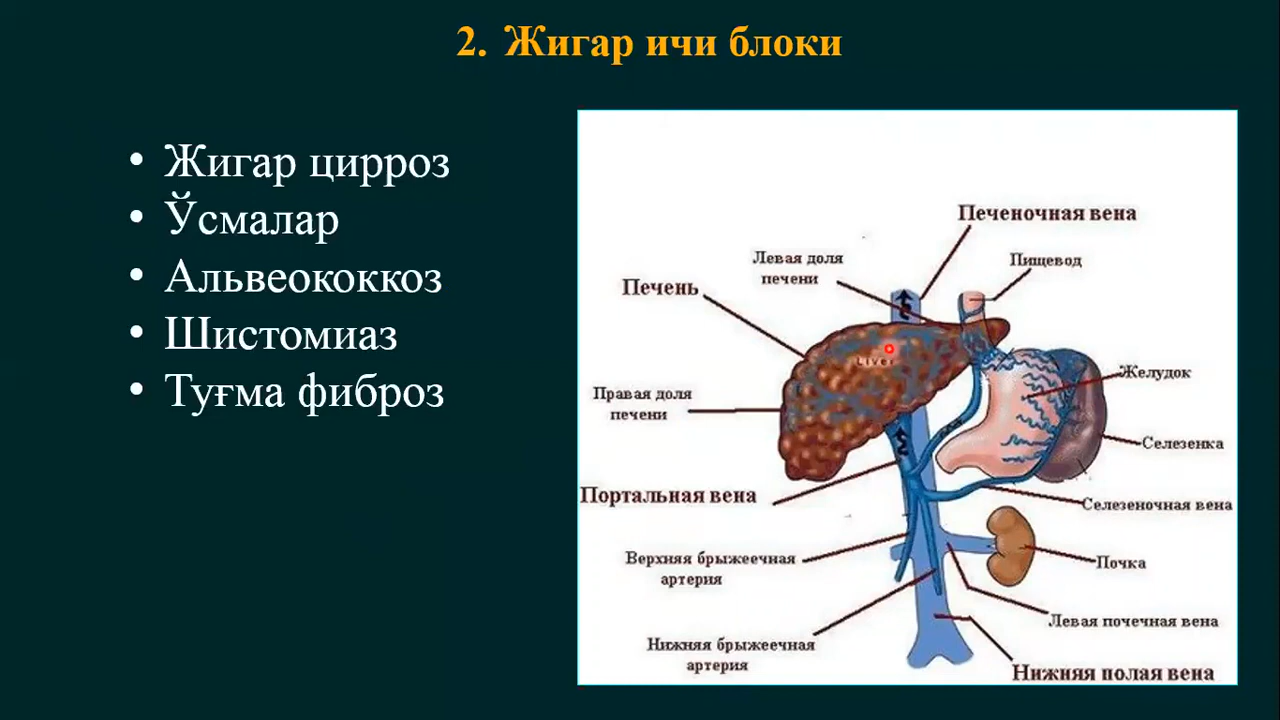 2. Жигар ичи блоки
• Жигар цирроз
• Ўсмалар
• Альвеококкоз
• Шистомиаз
• Туғма фиброз
Печеночная вена
Левая доля
печени
Пищевод
Печень
Liver
Желудок
Правая доля
печени
Селезенка
Портальная вена
Селезеночная вена
Верхняя брыжеечная
артерия
Почка
Левая почечная вена
Нижняя брыжеечная
артерия
Нижняя полая вена